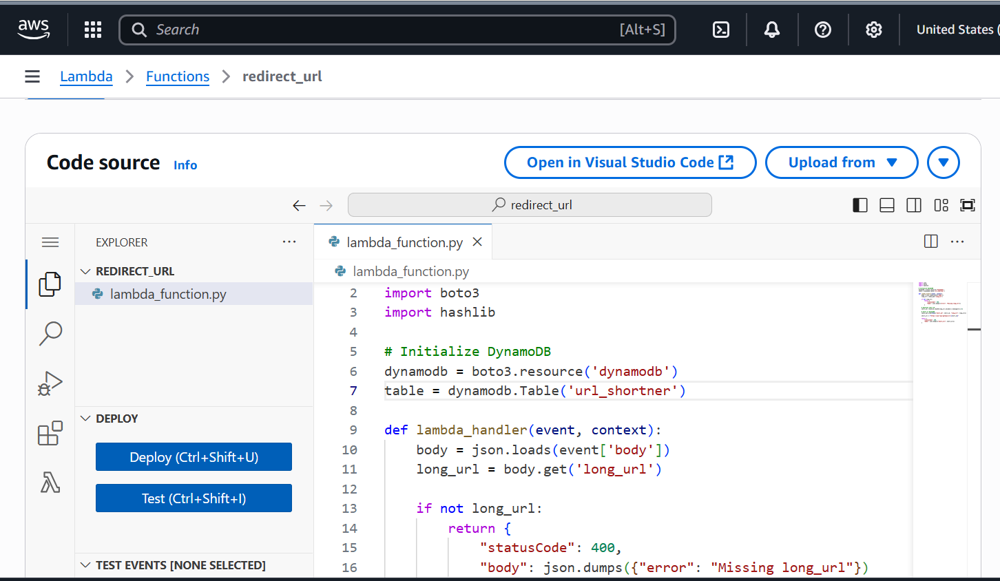 aws
Search [Alt+S]
United States (
Lambda > Functions > redirect_url
Code source Info
Open in Visual Studio Code
Upload from
redirect_url
EXPLORER
REDIRECT_URL
lambda_function.py
DEPLOY
Deploy (Ctrl+Shift+U)
Test (Ctrl+Shift+I)
TEST EVENTS [NONE SELECTED]
lambda_function.py
lambda_function.py
2 import boto3
3 import hashlib
4
5 # Initialize DynamoDB
6 dynamodb = boto3.resource('dynamodb')
7 table = dynamodb.Table('url_shortner')
8
9 def lambda_handler(event, context):
10     body = json.loads(event['body'])
11     long_url = body.get('long_url')
12
13     if not long_url:
14         return {
15             "statusCode": 400,
16             "body": json.dumps({"error": "Missing long_url"})